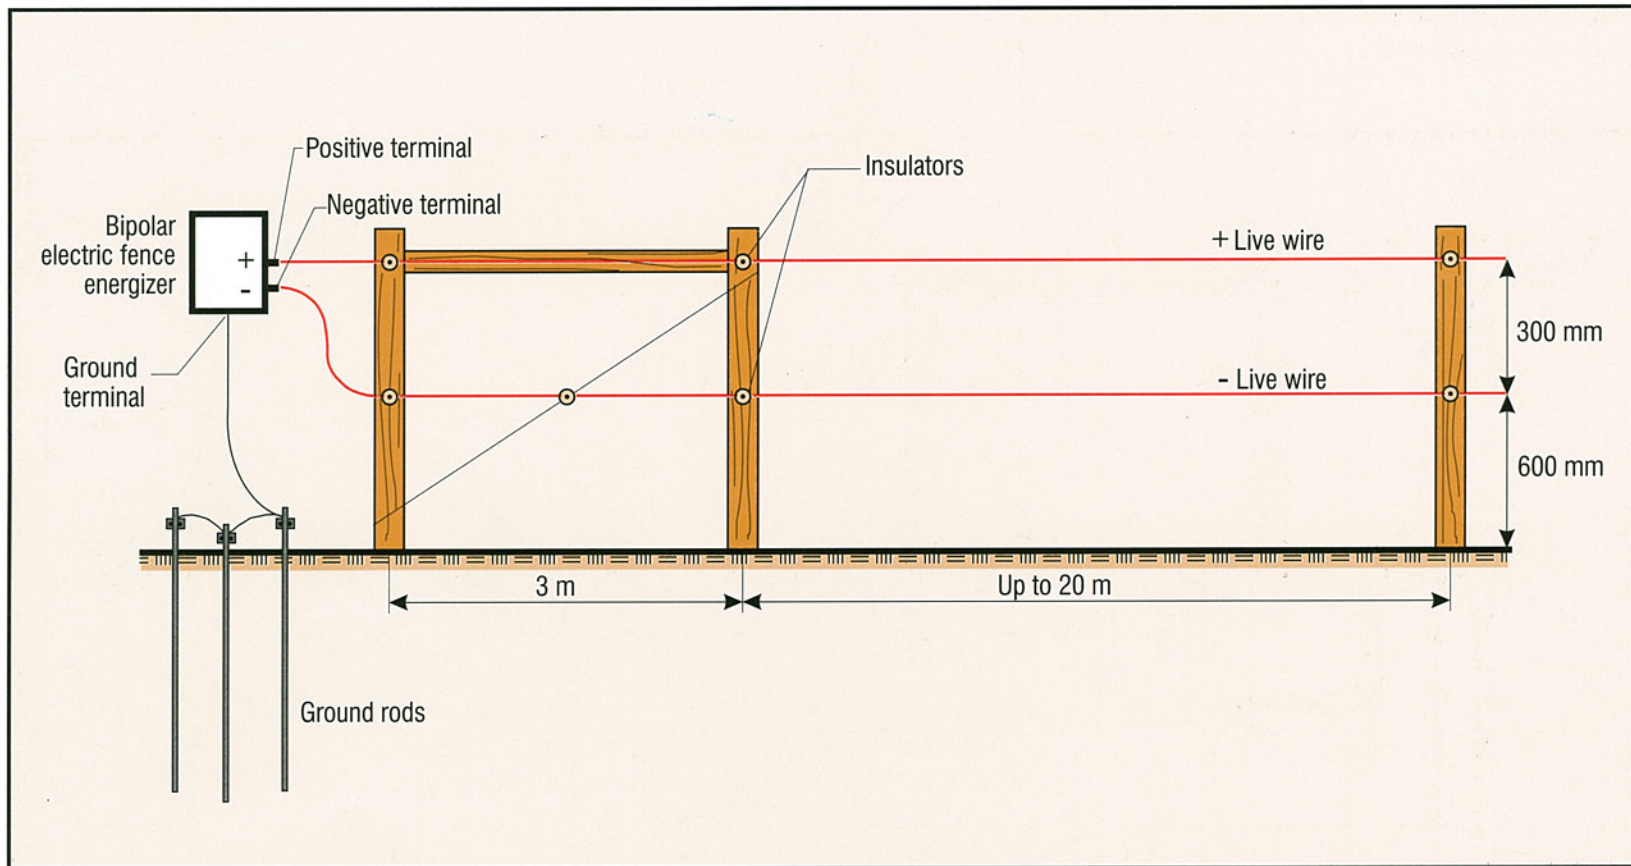 Positive terminal
Negative terminal
Bipolar
electric fence
energizer
+
-
Ground
terminal
Insulators
+ Live wire
- Live wire
300 mm
600 mm
3 m
Up to 20 m
Ground rods